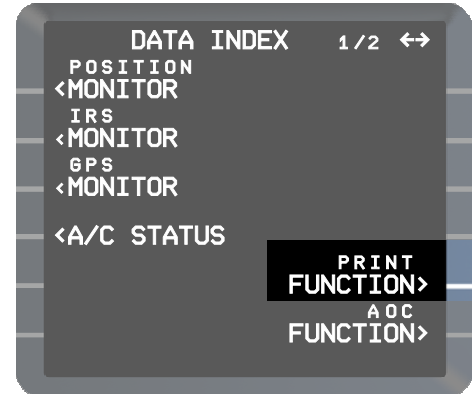 DATA INDEX 1/2 ↔
POSITION
<MONITOR
IRS
<MONITOR
GPS
<MONITOR
<A/C STATUS
PRINT
FUNCTION>
AOC
FUNCTION>